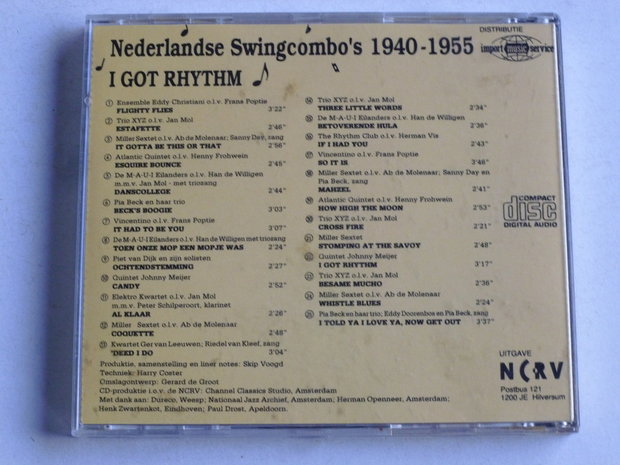 DISTRIBUTIE
import music service
Nederlandse Swingcombo's 1940-1955
I GOT RHYTHM
1 Ensemble Eddy Christiani o.l.v. Frans Poptie
FLIGHTY FLIES 3'22"
2 Trio XYZ o.l.v. Jan Mol
ESTAFETTE 2'46"
3 Miller Sextet o.l.v. Ab de Molenaar; Sanny Day, zang
IT GOTTA BE THIS OR THAT 2'56"
4 Atlantic Quintet o.l.v. Henny Frohwein
ESQUIRE BOUNCE 2'45"
5 De M-A-U-I Eilanders o.l.v. Han de Willigen
m.m.v. Jan Mol - met triozang
DANSCOLLEGE 2'44"
6 Pia Beck en haar trio
BECK'S BOOGIE 3'03"
7 Vincentino o.l.v. Frans Poptie
IT HAD TO BE YOU 3'07"
8 De M-A-U-I Eilanders o.l.v. Han de Willigen met triozang
TOEN ONZE MOP EEN MOPJE WAS 2'24"
9 Piet van Dijk en zijn solisten
OCHTENDSTEMMING 2'27"
10 Quintet Johnny Meijer
CANDY 2'52"
11 Elektro Kwartet o.l.v. Jan Mol
m.m.v. Peter Schilperoort, klarinet
AL KLAAR 2'26"
12 Miller Sextet o.l.v. Ab de Molenaar
COQUETTE 2'48"
13 Kwartet Ger van Leeuwen; Riedel van Kleef, zang
'DEED I DO 3'04"
14 Trio XYZ o.l.v. Jan Mol
THREE LITTLE WORDS 2'34"
15 De M-A-U-I Eilanders o.l.v. Han de Willigen
BETOVERENDE HULA 2'36"
16 The Rhythm Club o.l.v. Herman Vis
IF I HAD YOU 2'43"
17 Vincentino o.l.v. Frans Poptie
SO IT IS 3'46"
18 Miller Sextet o.l.v. Ab de Molenaar; Sanny Day en
Pia Beck, zang
MAHZEL 2'41"
19 Atlantic Quintet o.l.v. Henny Frohwein
HOW HIGH THE MOON 2'53"
20 Trio XYZ o.l.v. Jan Mol
CROSS FIRE 2'21"
21 Miller Sextet
STOMPING AT THE SAVOY 2'48"
22 Quintet Johnny Meijer
I GOT RHYTHM 3'17"
23 Trio XYZ o.l.v. Jan Mol
BESAME MUCHO 2'36"
24 Miller Sextet o.l.v. Ab de Molenaar
WHISTLE BLUES 2'24"
25 Pia Beck en haar trio; Eddy Doorenbos en Pia Beck, zang
I TOLD YA I LOVE YA, NOW GET OUT 3'37"
COMPACT
disc
DIGITAL AUDIO
Produktie, samenstelling en liner notes: Skip Voogd
Techniek: Harry Coster
Omslagontwerp: Gerard de Groot
CD-produktie i.o.v. de NCRV: Channel Classics Studio, Amsterdam
Met dank aan: Dureco, Weesp; Nationaal Jazz Archief, Amsterdam; Herman Openneer, Amsterdam;
Henk Zwartenkot, Eindhoven; Paul Drost, Apeldoorn.
UITGAVE
NCRV
Postbus 121
1200 JE Hilversum